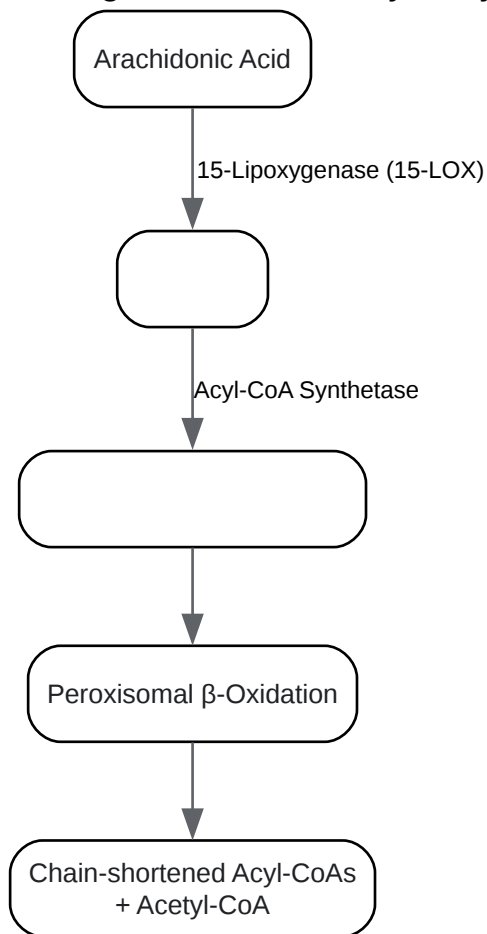 Arachidonic Acid
15-Lipoxygenase (15-LOX)
Acyl-CoA Synthetase
Peroxisomal β-Oxidation
Chain-shortened Acyl-CoAs
+ Acetyl-CoA